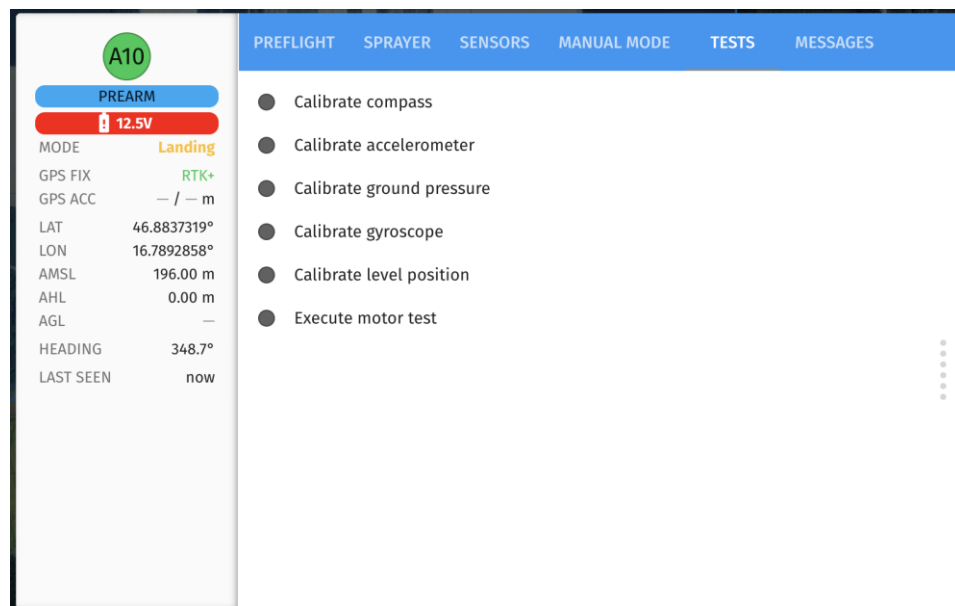 A10
PREARM
12.5V
MODE Landing
GPS FIX RTK+
GPS ACC — / — m
LAT 46.8837319°
LON 16.7892858°
AMSL 196.00 m
AHL 0.00 m
AGL —
HEADING 348.7°
LAST SEEN now
PREFLIGHT SPRAYER SENSORS MANUAL MODE TESTS MESSAGES
Calibrate compass
Calibrate accelerometer
Calibrate ground pressure
Calibrate gyroscope
Calibrate level position
Execute motor test